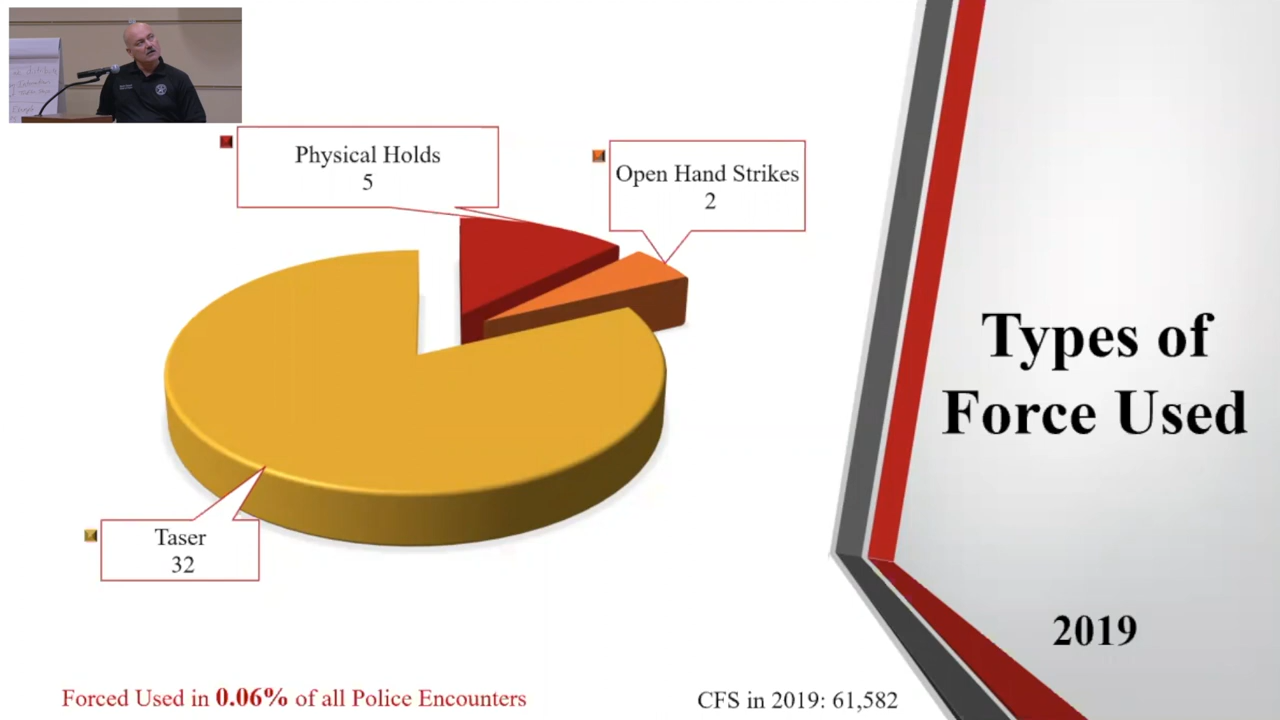 Physical Holds
5
Open Hand Strikes
2
Types of
Force Used
Taser
32
2019
Forced Used in 0.06% of all Police Encounters
CFS in 2019: 61,582